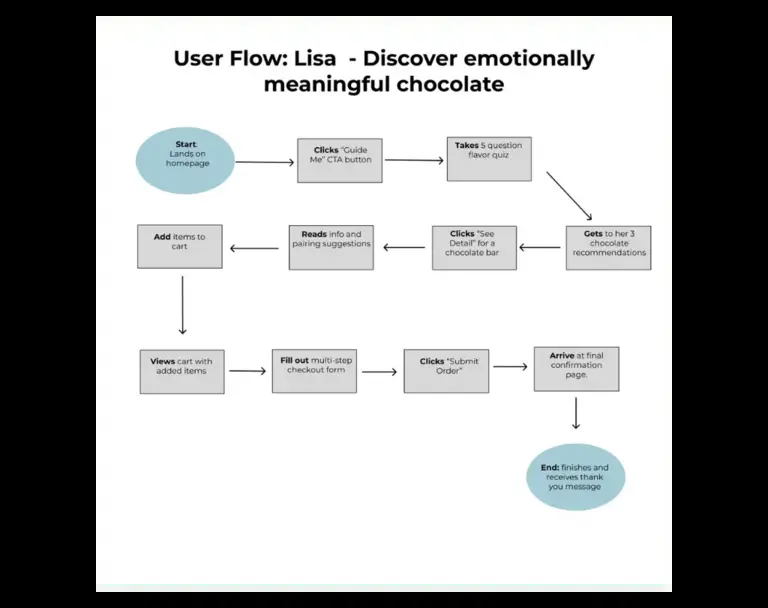 User Flow: Lisa - Discover emotionally
meaningful chocolate
Start:
Lands on
homepage
Clicks "Guide
Me" CTA button
Takes 5 question
flavor quiz
Gets to her 3
chocolate
recommendations
Clicks "See
Detail" for a
chocolate bar
Reads info and
pairing suggestions
Add items to
cart
Views cart with
added items
Fill out multi-step
checkout form
Clicks "Submit
Order"
Arrive at final
confirmation
page.
End: finishes and
receives thank
you message